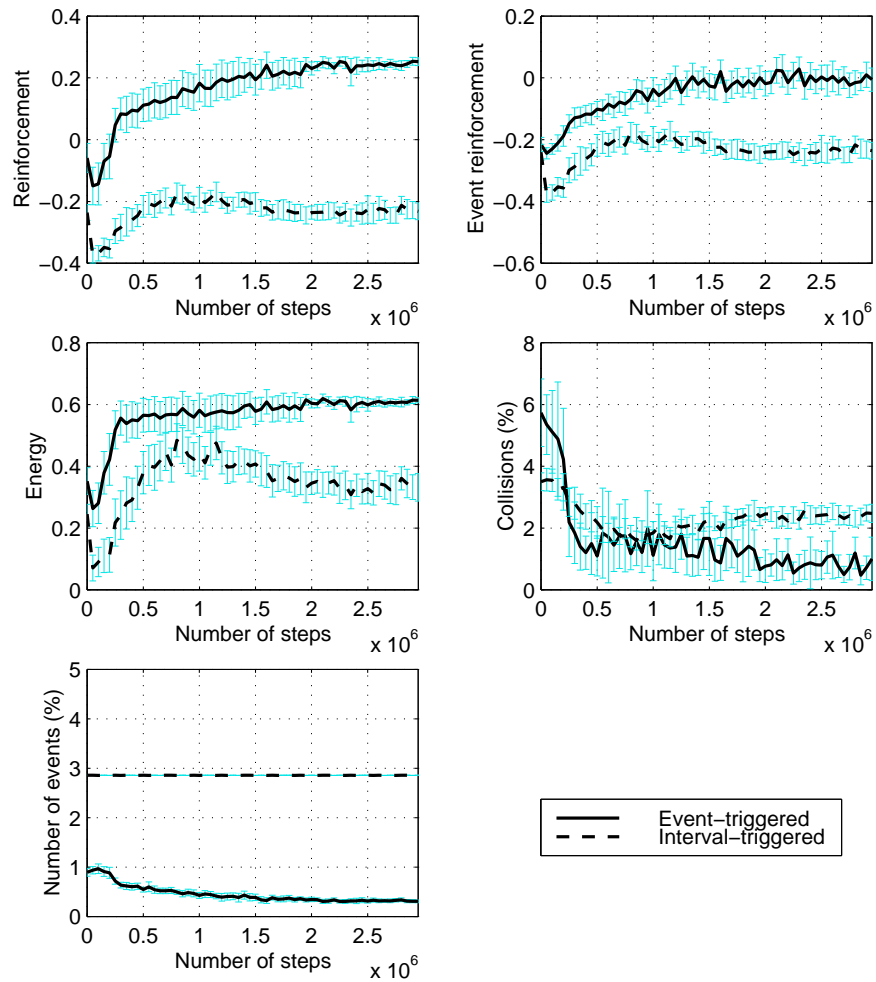 0.4
0.2
0
−0.2
−0.4
Reinforcement
0 0.5 1 1.5 2 2.5
Number of steps
x 10^6
0.2
0
−0.2
−0.4
−0.6
Event reinforcement
0 0.5 1 1.5 2 2.5
Number of steps
x 10^6
0.8
0.6
0.4
0.2
0
Energy
0 0.5 1 1.5 2 2.5
Number of steps
x 10^6
8
6
4
2
0
Collisions (%)
0 0.5 1 1.5 2 2.5
Number of steps
x 10^6
5
4
3
2
1
0
Number of events (%)
0 0.5 1 1.5 2 2.5
Number of steps
x 10^6
Event−triggered
Interval−triggered